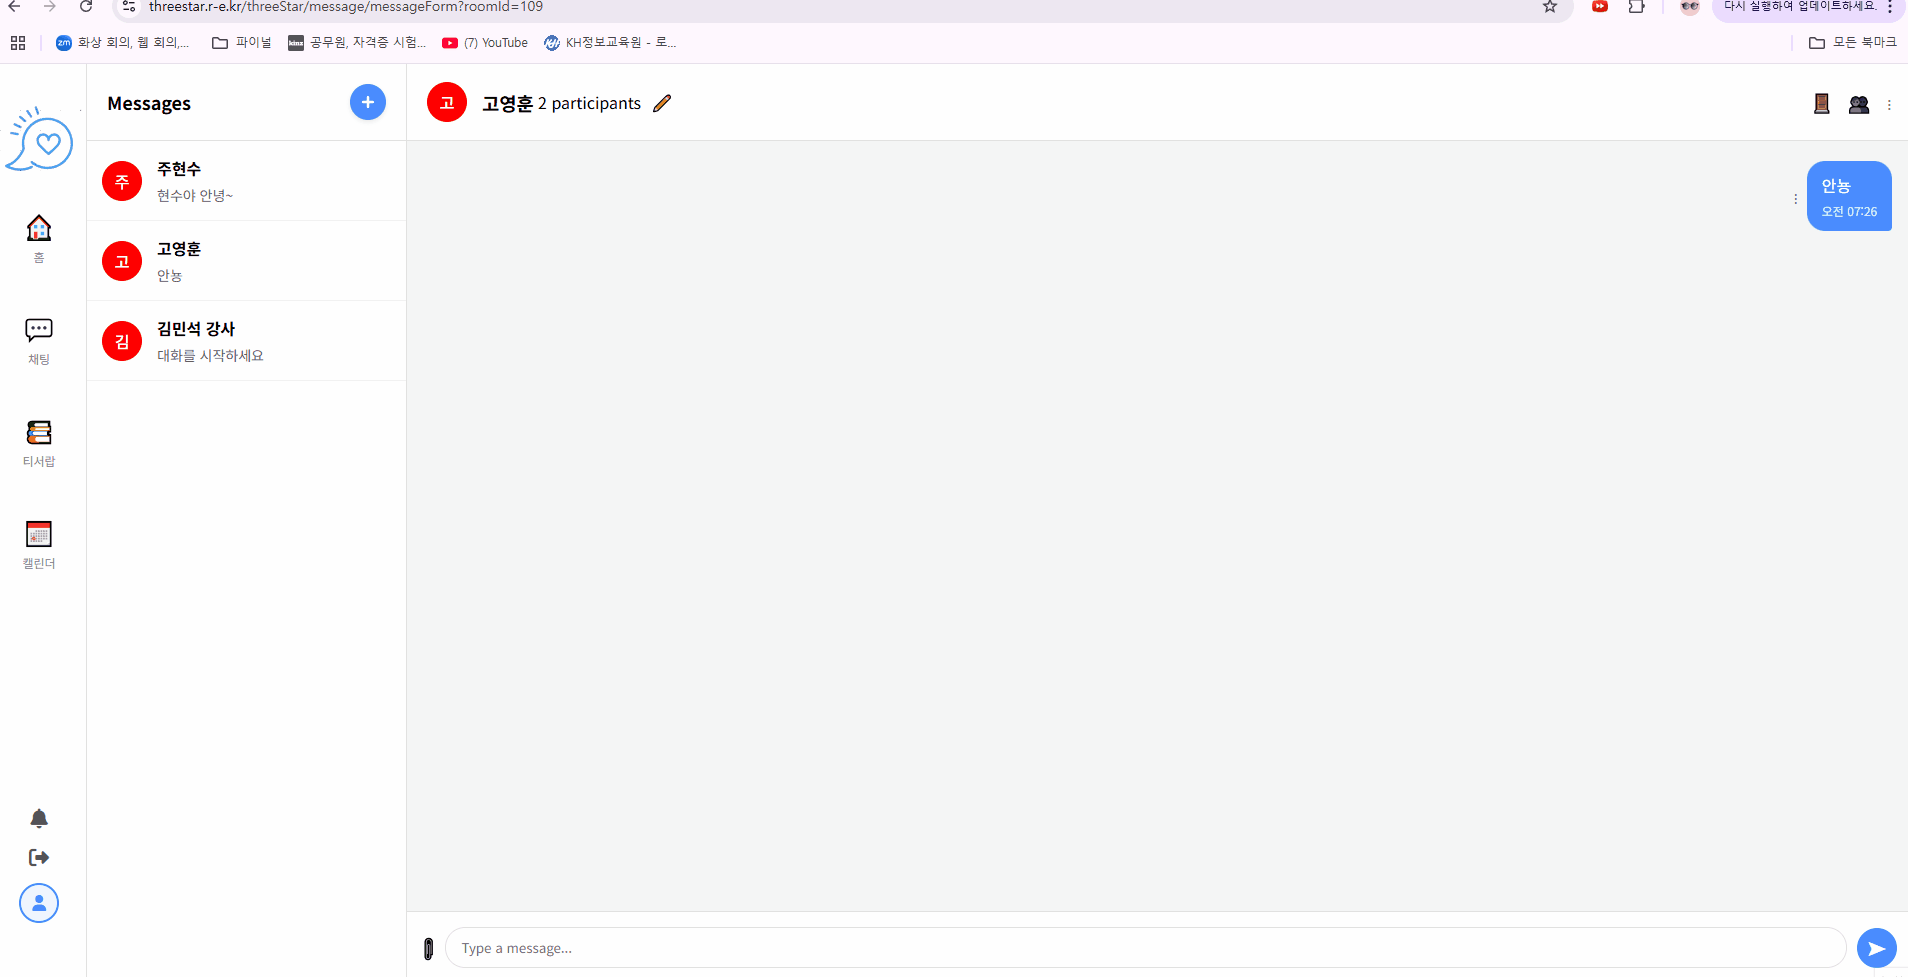 threestar.r-e.kr/threeStar/message/messageForm?roomId=109
다시 실행하여 업데이트하세요.
zm 화상 회의, 웹 회의,...
파이널
kinz 공무원, 자격증 시험...
(7) YouTube
KH KH정보교육원 - 로...
모든 북마크
홈
채팅
티서랍
캘린더
Messages
+
주
주현수
현수야 안녕~
고
고영훈
안뇽
김
김민석 강사
대화를 시작하세요
고
고영훈 2 participants
안뇽
오전 07:26
Type a message...